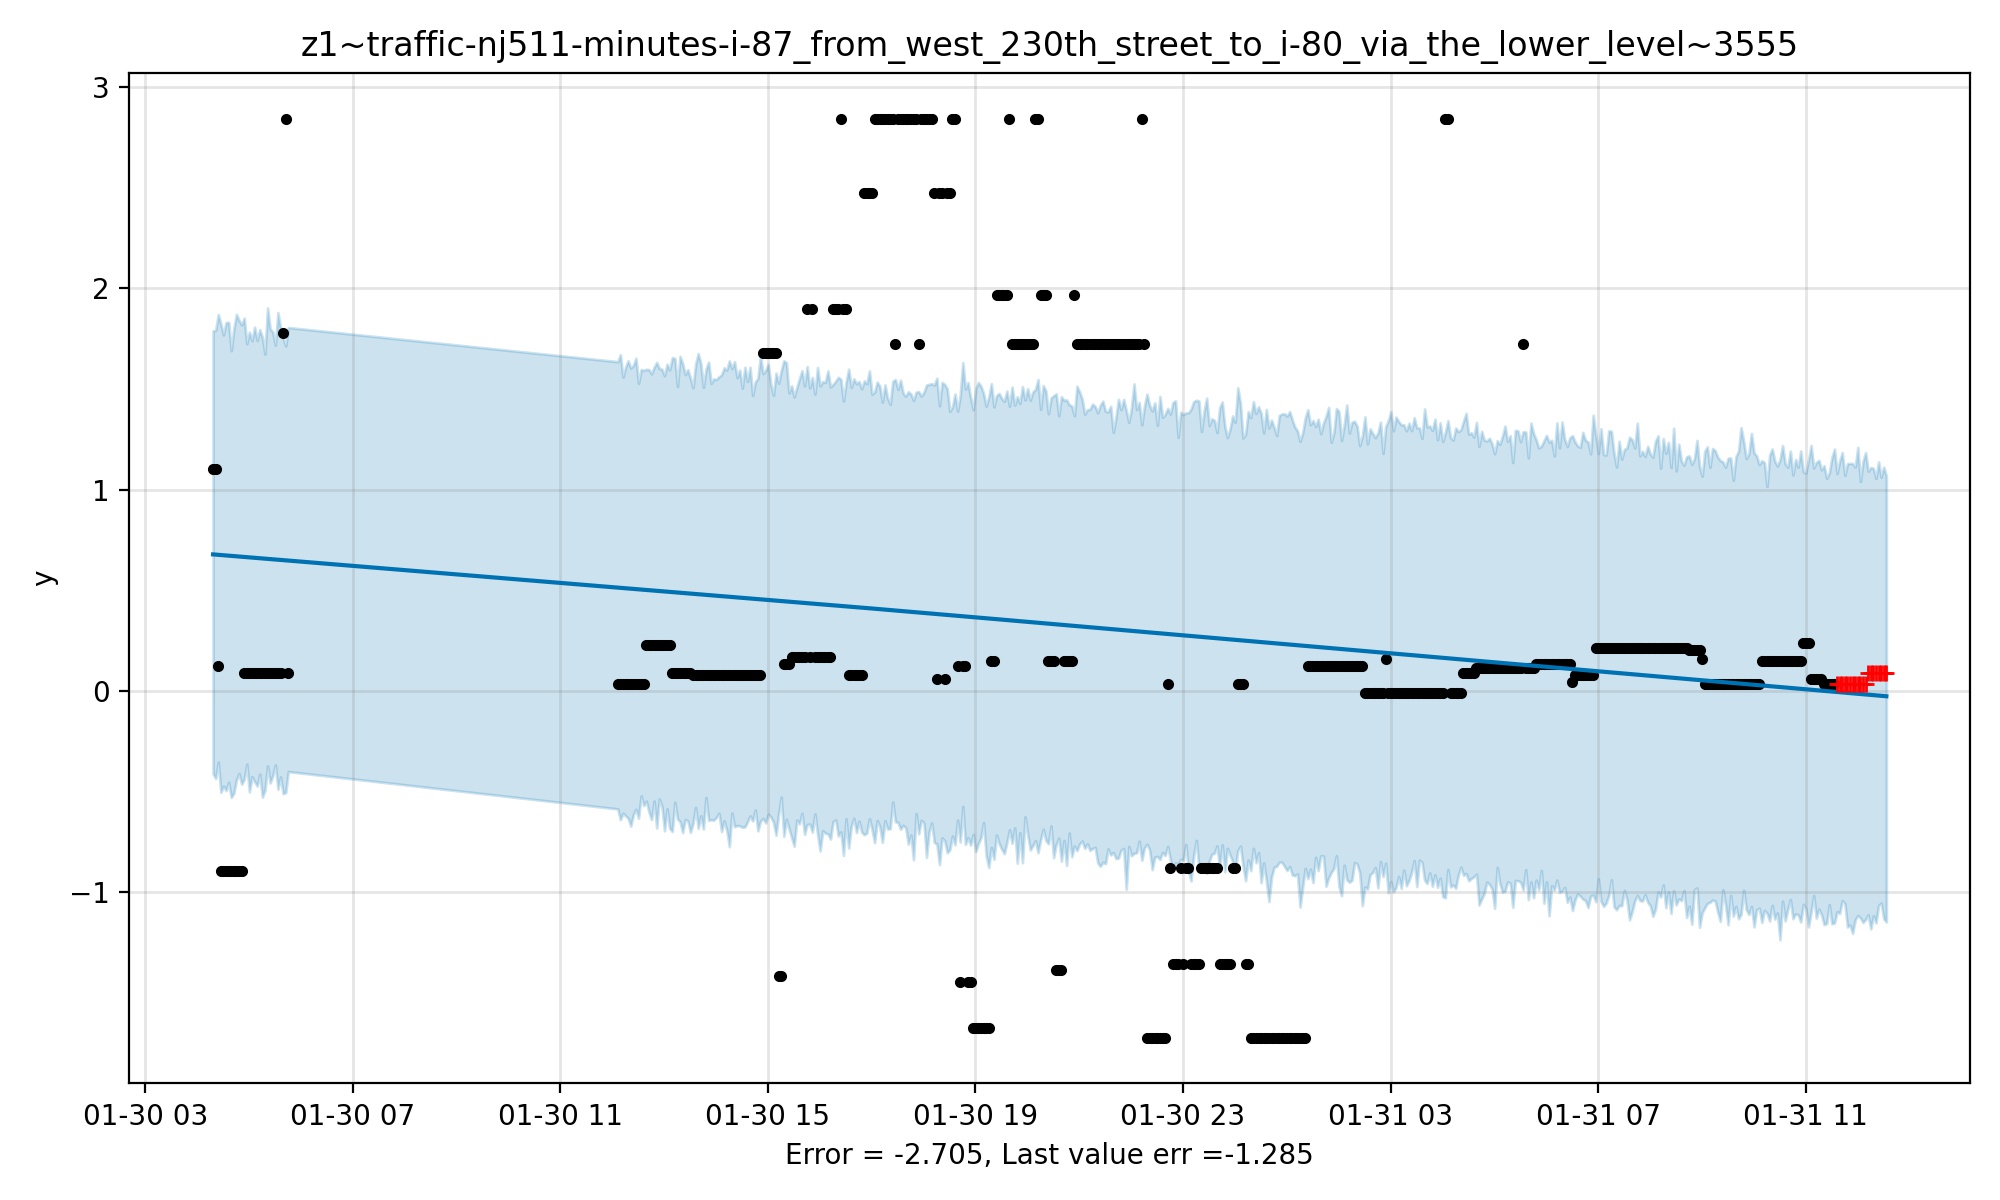 z1~traffic-nj511-minutes-i-87_from_west_230th_street_to_i-80_via_the_lower_level~3555
3
2
1
0
−1
y
01-30 03 01-30 07 01-30 11 01-30 15 01-30 19 01-30 23 01-31 03 01-31 07 01-31 11
Error = -2.705, Last value err =-1.285